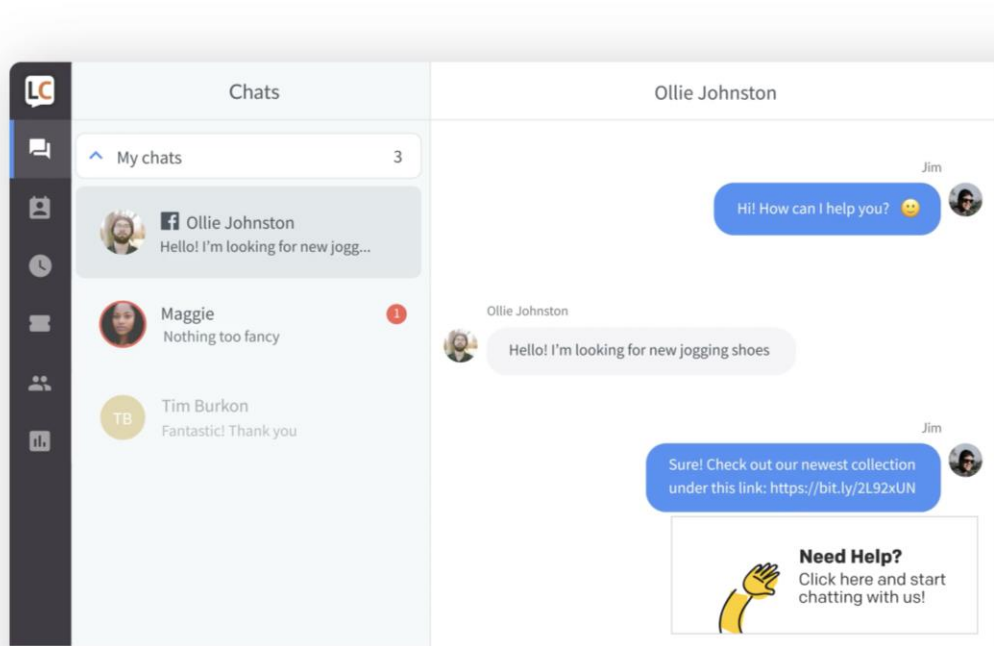 LC
Chats
My chats
3
Ollie Johnston
Hello! I'm looking for new jogg...
Maggie
1
Nothing too fancy
TB
Tim Burkon
Fantastic! Thank you
Ollie Johnston
Jim
Hi! How can I help you? 🙂
Ollie Johnston
Hello! I'm looking for new jogging shoes
Jim
Sure! Check out our newest collection
under this link: https://bit.ly/2L92xUN
Need Help?
Click here and start
chatting with us!